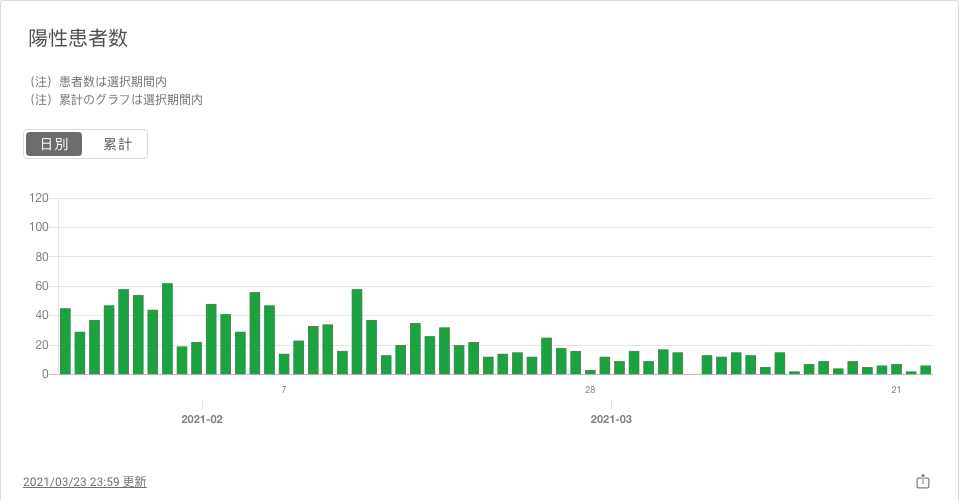 陽性患者数
（注）患者数は選択期間内
（注）累計のグラフは選択期間内
日別 累計
120
100
80
60
40
20
0
7 28 21
2021-02 2021-03
2021/03/23 23:59 更新